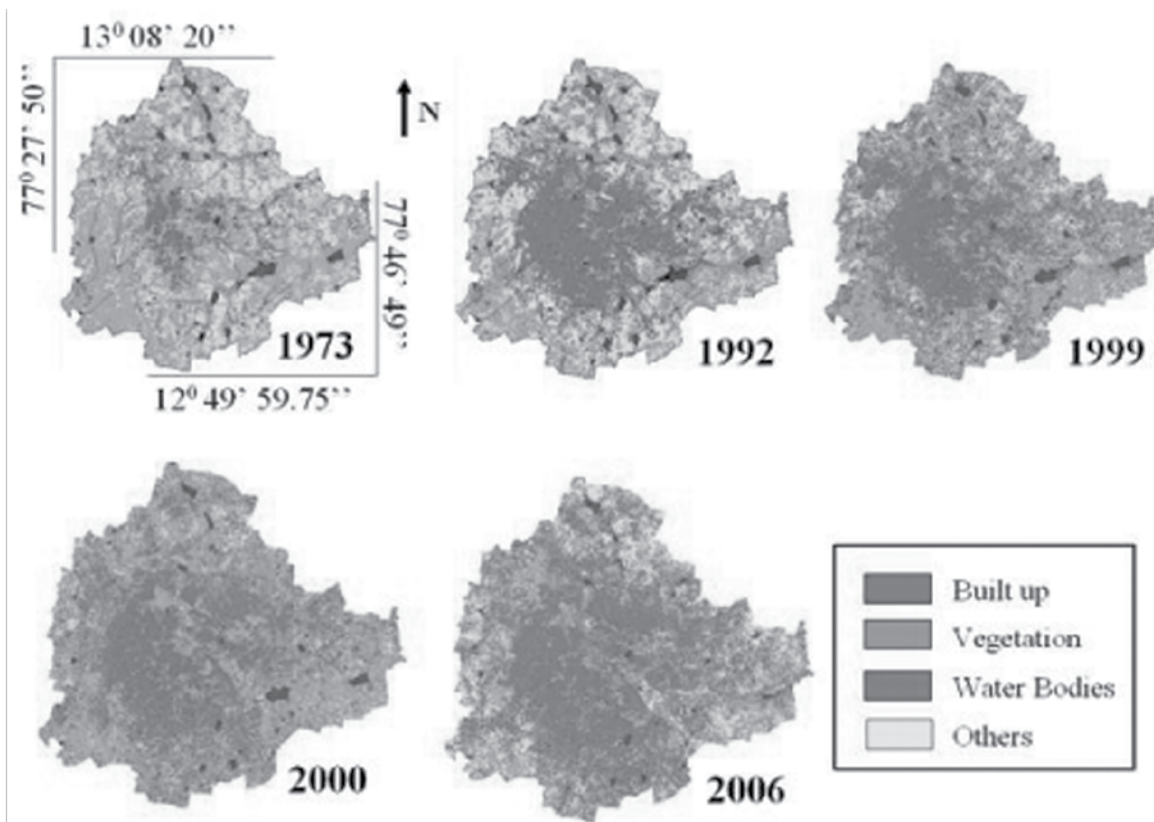 13⁰ 08’ 20’’
77⁰ 27’ 50’’
N
77⁰ 46’ 49’’
1973
12⁰ 49’ 59.75’’
1992
1999
2000
2006
Built up
Vegetation
Water Bodies
Others